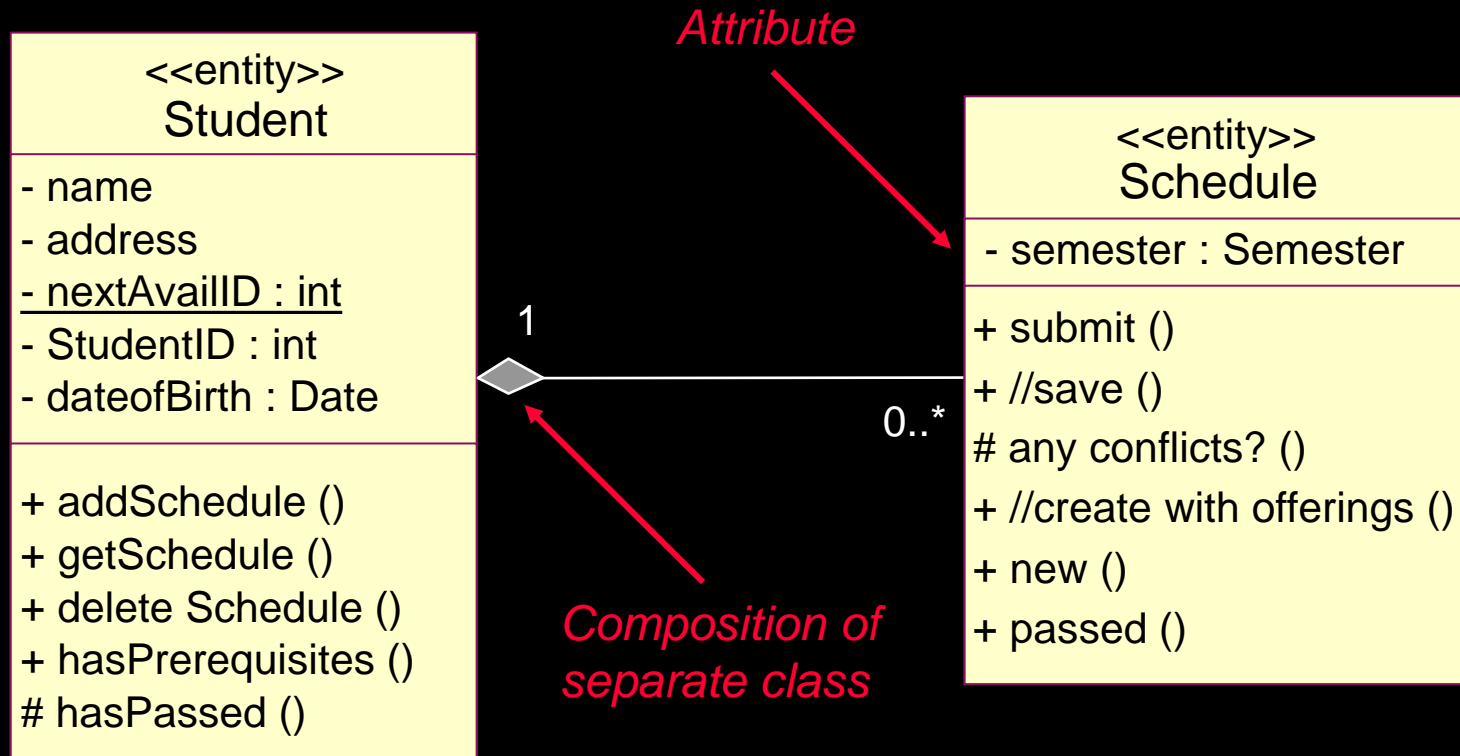 Attribute
<<entity>>
Student
- name
- address
- nextAvailID : int
- StudentID : int
- dateofBirth : Date
+ addSchedule ()
+ getSchedule ()
+ delete Schedule ()
+ hasPrerequisites ()
# hasPassed ()
1
0..*
Composition of
separate class
<<entity>>
Schedule
- semester : Semester
+ submit ()
+ //save ()
# any conflicts? ()
+ //create with offerings ()
+ new ()
+ passed ()